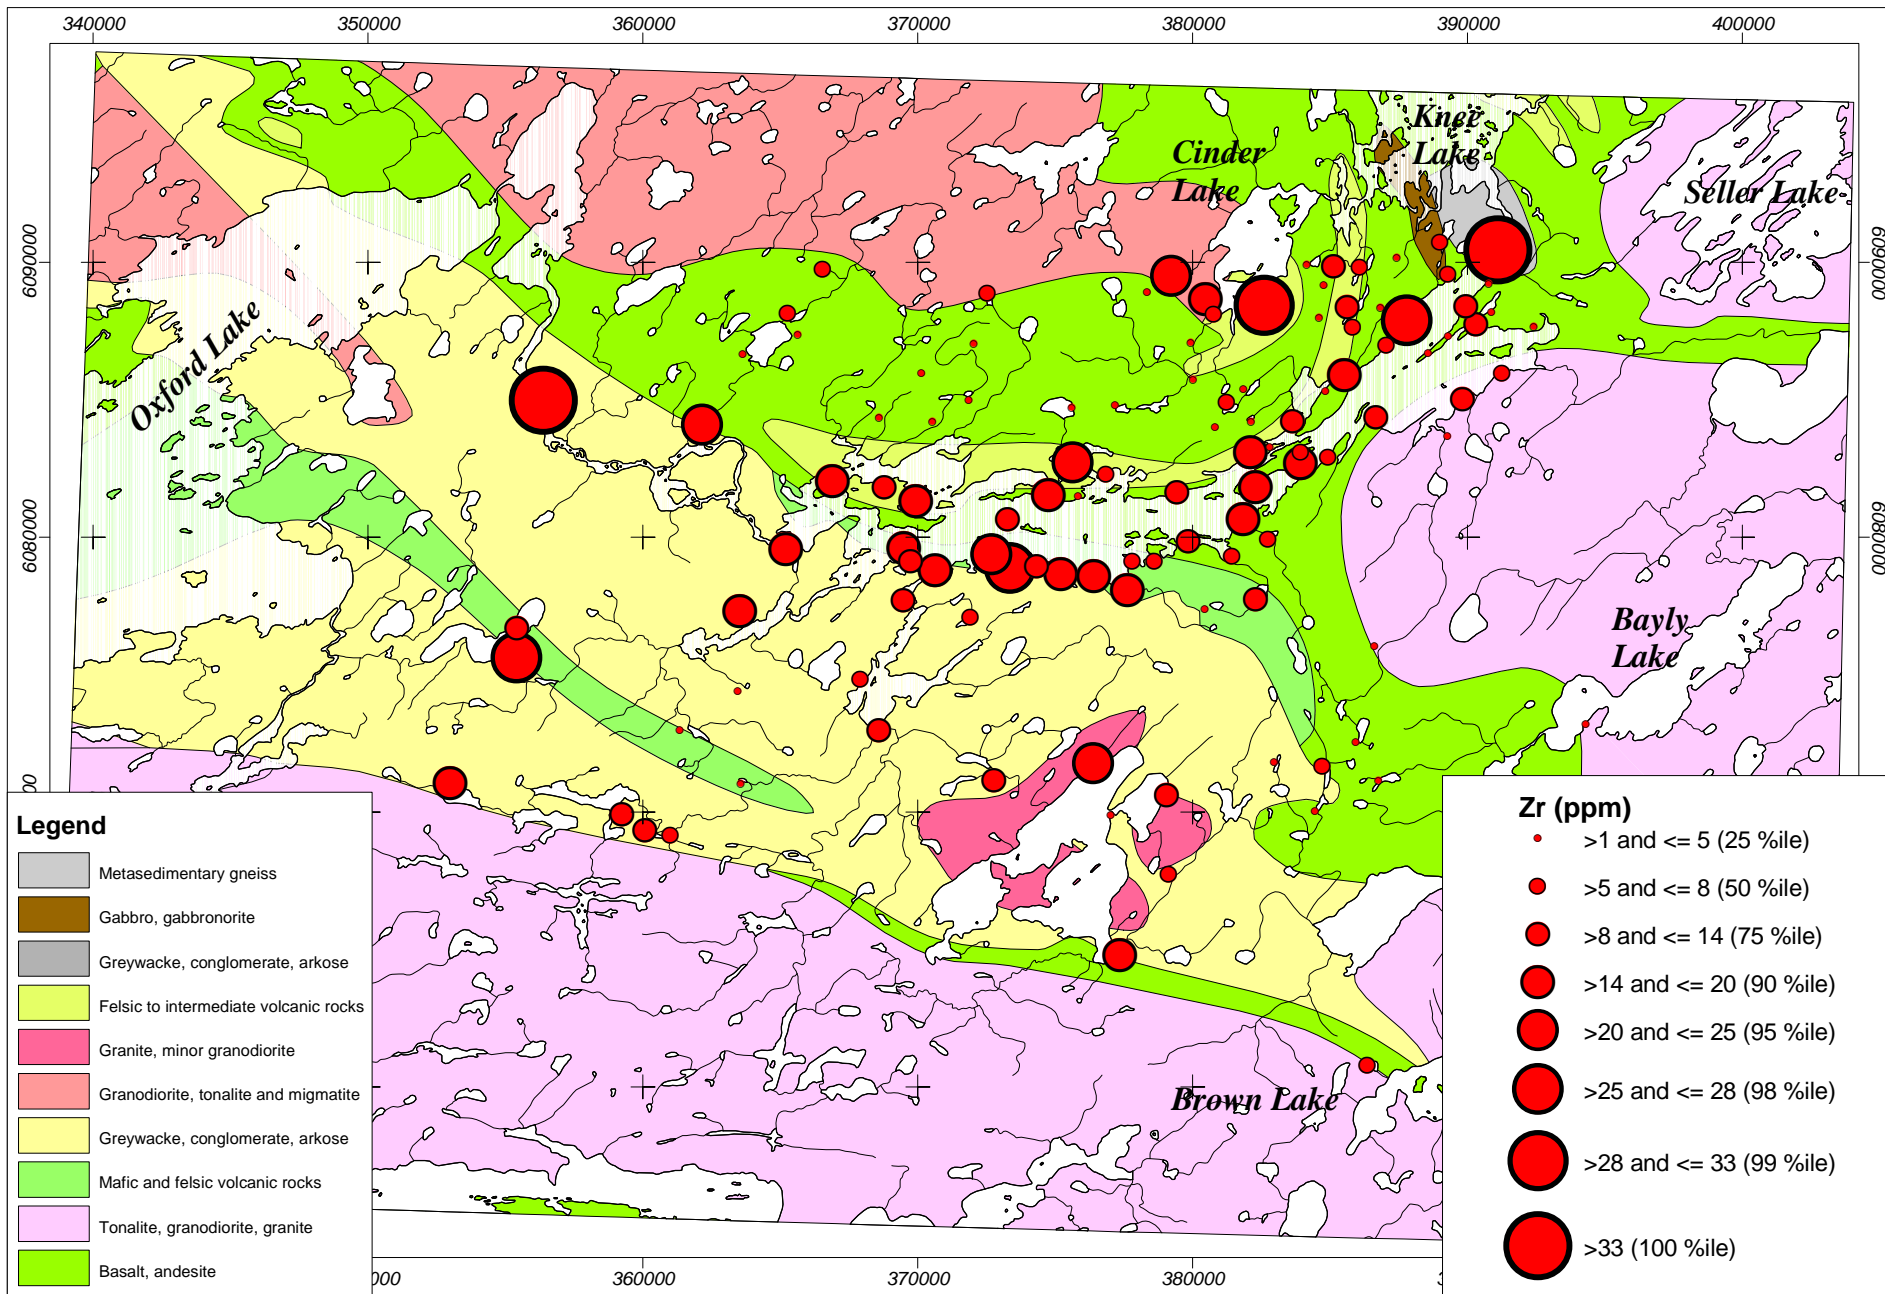 340000
350000
360000
370000
380000
390000
400000
Knee
Lake
Cinder
Lake
Seller Lake
6090000
6090000
Oxford Lake
6080000
6080000
Bayly
Lake
Brown Lake
Legend
Metasedimentary gneiss
Gabbro, gabbronorite
Greywacke, conglomerate, arkose
Felsic to intermediate volcanic rocks
Granite, minor granodiorite
Granodiorite, tonalite and migmatite
Greywacke, conglomerate, arkose
Mafic and felsic volcanic rocks
Tonalite, granodiorite, granite
Basalt, andesite
Zr (ppm)
>1 and <= 5 (25 %ile)
>5 and <= 8 (50 %ile)
>8 and <= 14 (75 %ile)
>14 and <= 20 (90 %ile)
>20 and <= 25 (95 %ile)
>25 and <= 28 (98 %ile)
>28 and <= 33 (99 %ile)
>33 (100 %ile)
360000
370000
380000